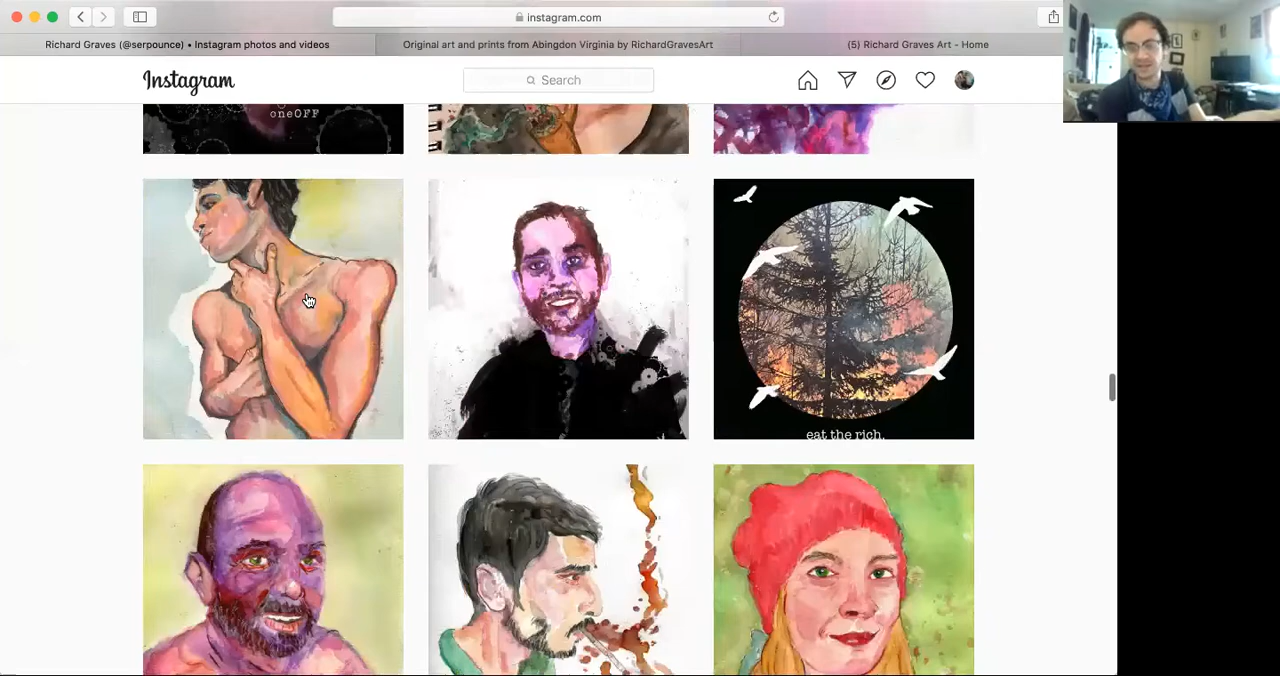 instagram.com
Richard Graves (@serpounce) • Instagram photos and videos
Original art and prints from Abingdon Virginia by RichardGravesArt
(5) Richard Graves Art - Home
Instagram
Search
oneOFF
eat the rich.